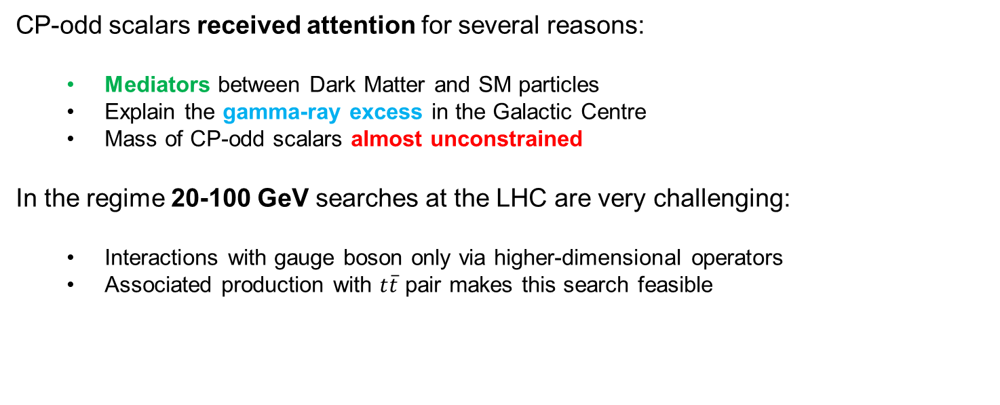 CP-odd scalars received attention for several reasons:
• Mediators between Dark Matter and SM particles
• Explain the gamma-ray excess in the Galactic Centre
• Mass of CP-odd scalars almost unconstrained
In the regime 20-100 GeV searches at the LHC are very challenging:
• Interactions with gauge boson only via higher-dimensional operators
• Associated production with tt̄ pair makes this search feasible